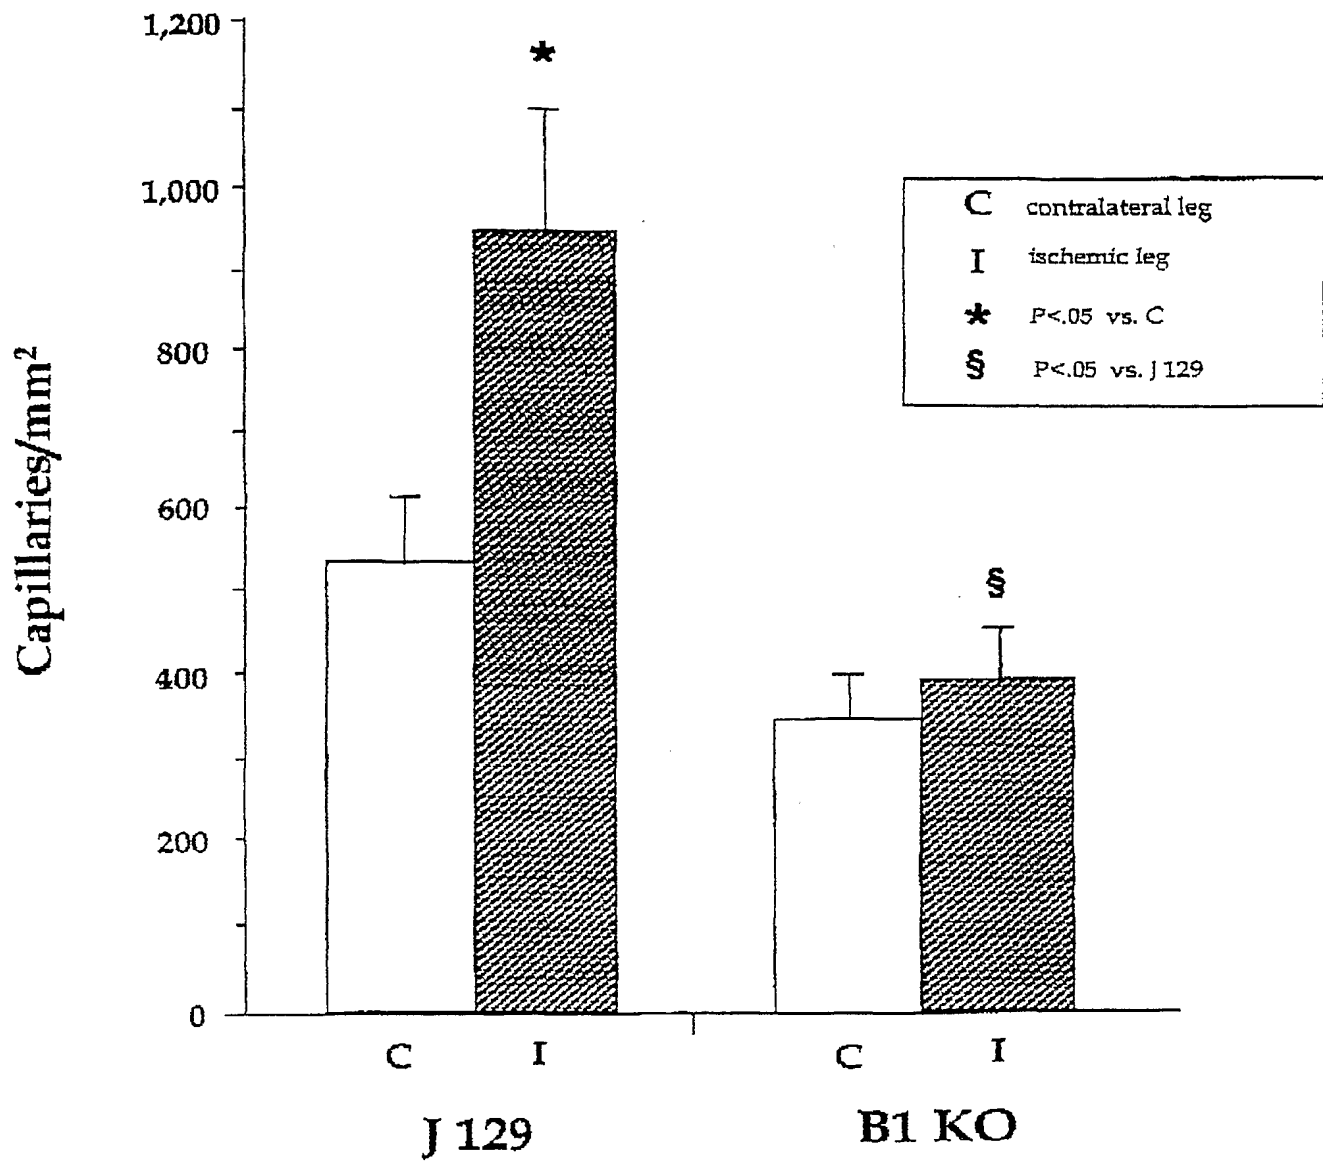 Capillaries/mm²
1,200
1,000
800
600
400
200
0
*
§
C I C I
J 129 B1 KO
C contralateral leg
I ischemic leg
* P<.05 vs. C
§ P<.05 vs. J 129